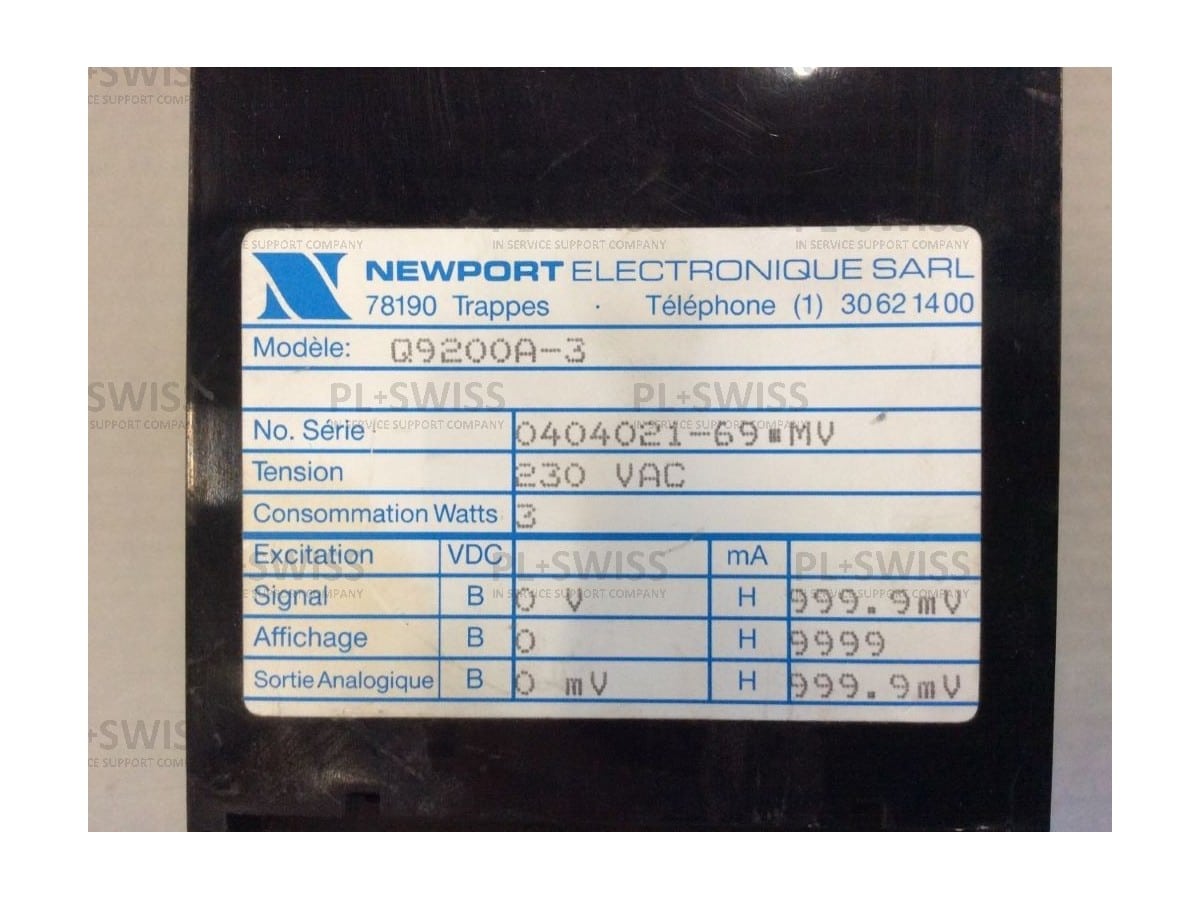 NEWPORT ELECTRONIQUE SARL
78190 Trappes · Téléphone (1) 30 62 14 00
Modèle: Q9200A-3
No. Série 0404021-69 MV
Tension 230 VAC
Consommation Watts 3
Excitation VDC mA
Signal B 0 V H 999.9mV
Affichage B 0 H 9999
Sortie Analogique B 0 mV H 999.9mV
PL+SWISS
IN SERVICE SUPPORT COMPANY